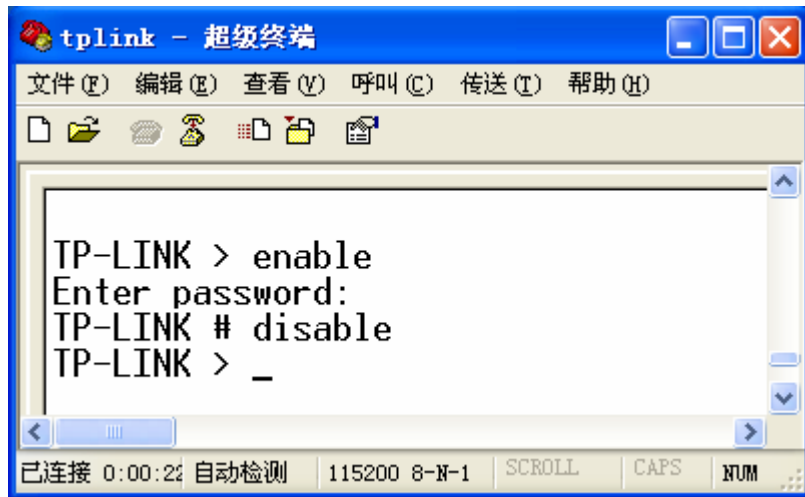 tplink - 超级终端
文件(F) 编辑(E) 查看(V) 呼叫(C) 传送(T) 帮助(H)
TP-LINK > enable
Enter password:
TP-LINK # disable
TP-LINK > _
已连接 0:00:22 自动检测 115200 8-N-1 SCROLL CAPS NUM